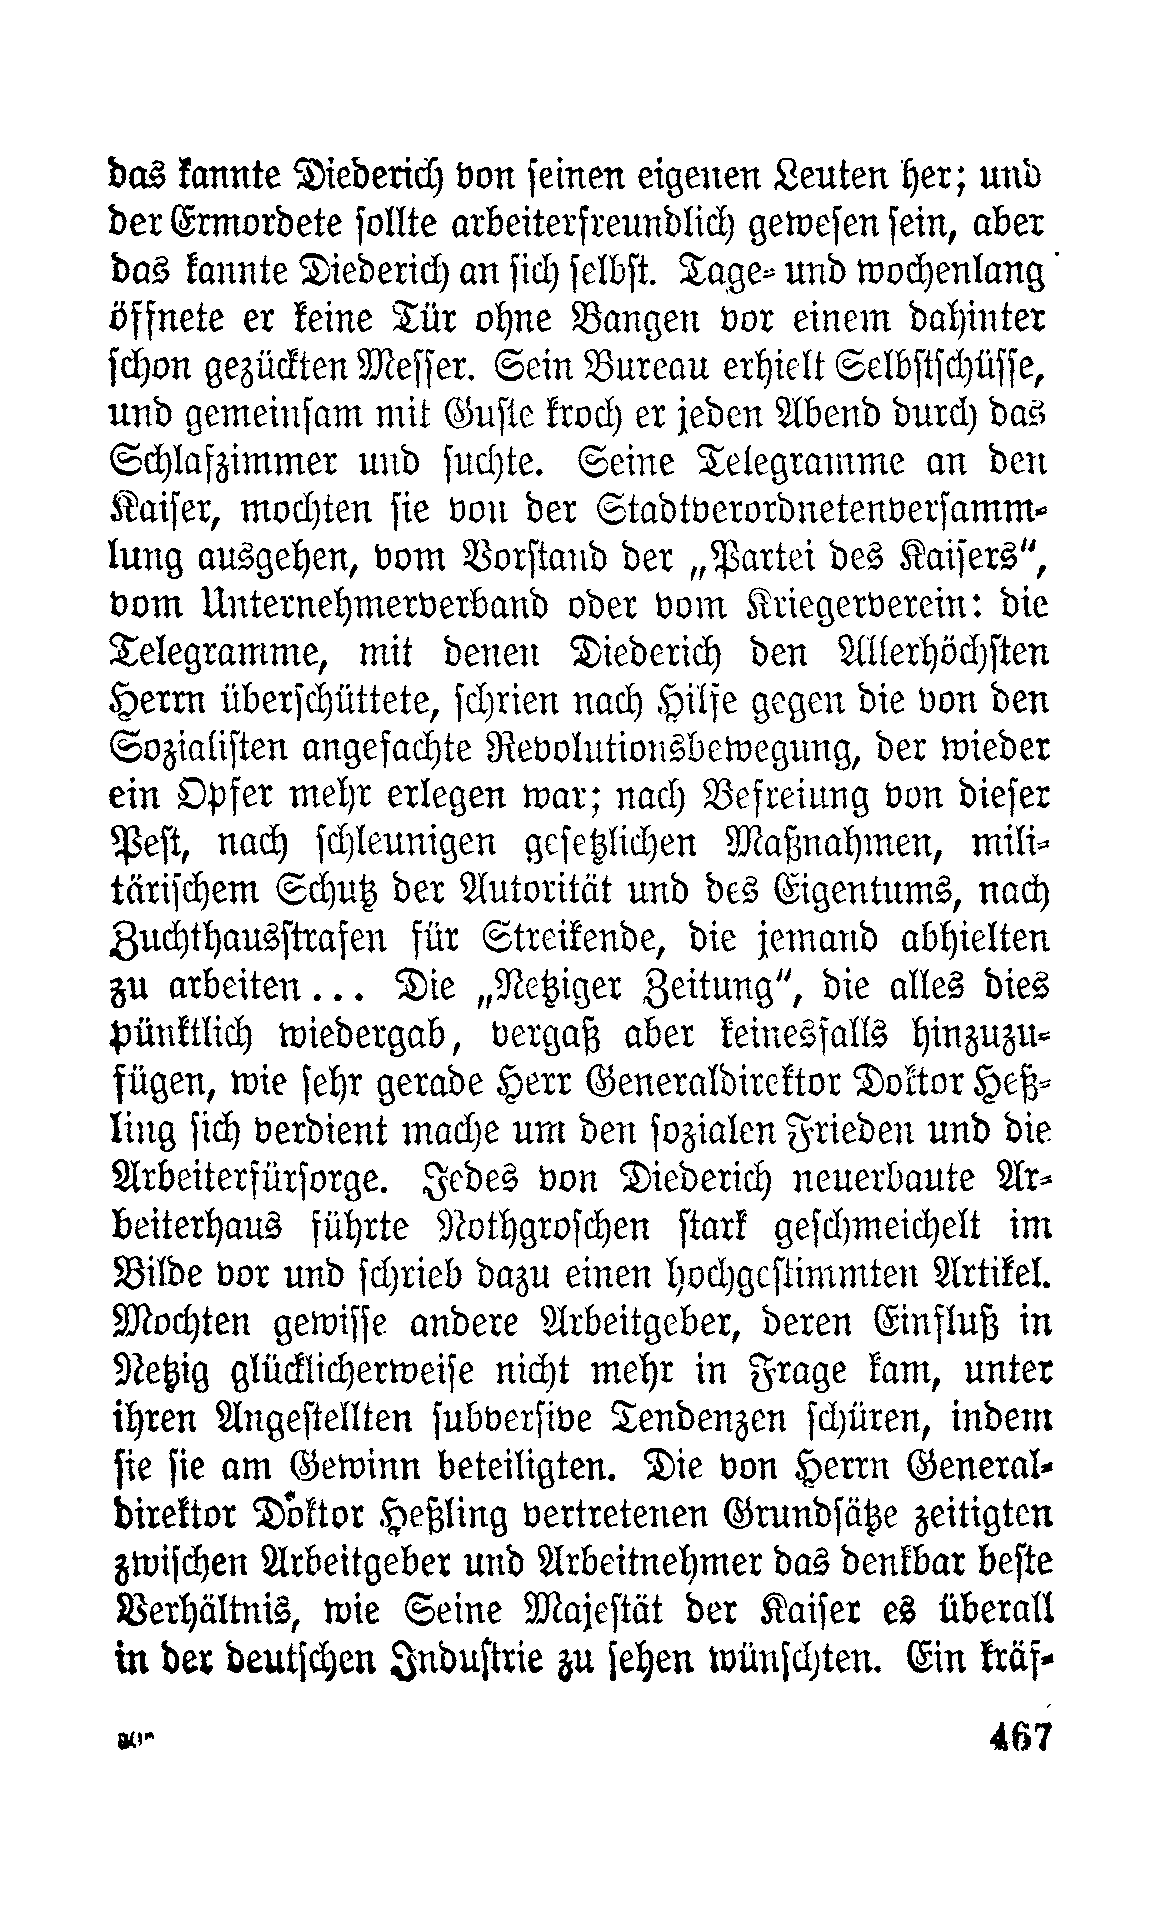 das kannte Diederich von seinen eigenen Leuten her; und
der Ermordete sollte arbeiterfreundlich gewesen sein, aber
das kannte Diederich an sich selbst. Tage- und wochenlang
öffnete er keine Tür ohne Bangen vor einem dahinter
schon gezückten Messer. Sein Bureau erhielt Selbstschüsse,
und gemeinsam mit Guste kroch er jeden Abend durch das
Schlafzimmer und suchte. Seine Telegramme an den
Kaiser, mochten sie von der Stadtverordnetenversamm-
lung ausgehen, vom Vorstand der „Partei des Kaisers“,
vom Unternehmerverband oder vom Kriegerverein: die
Telegramme, mit denen Diederich den Allerhöchsten
Herrn überschüttete, schrien nach Hilfe gegen die von den
Sozialisten angefachte Revolutionsbewegung, der wieder
ein Opfer mehr erlegen war; nach Befreiung von dieser
Pest, nach schleunigen gesetzlichen Maßnahmen, mili-
tärischem Schutz der Autorität und des Eigentums, nach
Zuchthausstrafen für Streikende, die jemand abhielten
zu arbeiten... Die „Netziger Zeitung“, die alles dies
pünktlich wiedergab, vergaß aber keinesfalls hinzuzu-
fügen, wie sehr gerade Herr Generaldirektor Doktor Heß-
ling sich verdient mache um den sozialen Frieden und die
Arbeiterfürsorge. Jedes von Diederich neuerbaute Ar-
beiterhaus führte Nothgroschen stark geschmeichelt im
Bilde vor und schrieb dazu einen hochgestimmten Artikel.
Mochten gewisse andere Arbeitgeber, deren Einfluß in
Netzig glücklicherweise nicht mehr in Frage kam, unter
ihren Angestellten subversive Tendenzen schüren, indem
sie sie am Gewinn beteiligten. Die von Herrn General-
direktor Doktor Heßling vertretenen Grundsätze zeitigten
zwischen Arbeitgeber und Arbeitnehmer das denkbar beste
Verhältnis, wie Seine Majestät der Kaiser es überall
in der deutschen Industrie zu sehen wünschten. Ein kräf-
467